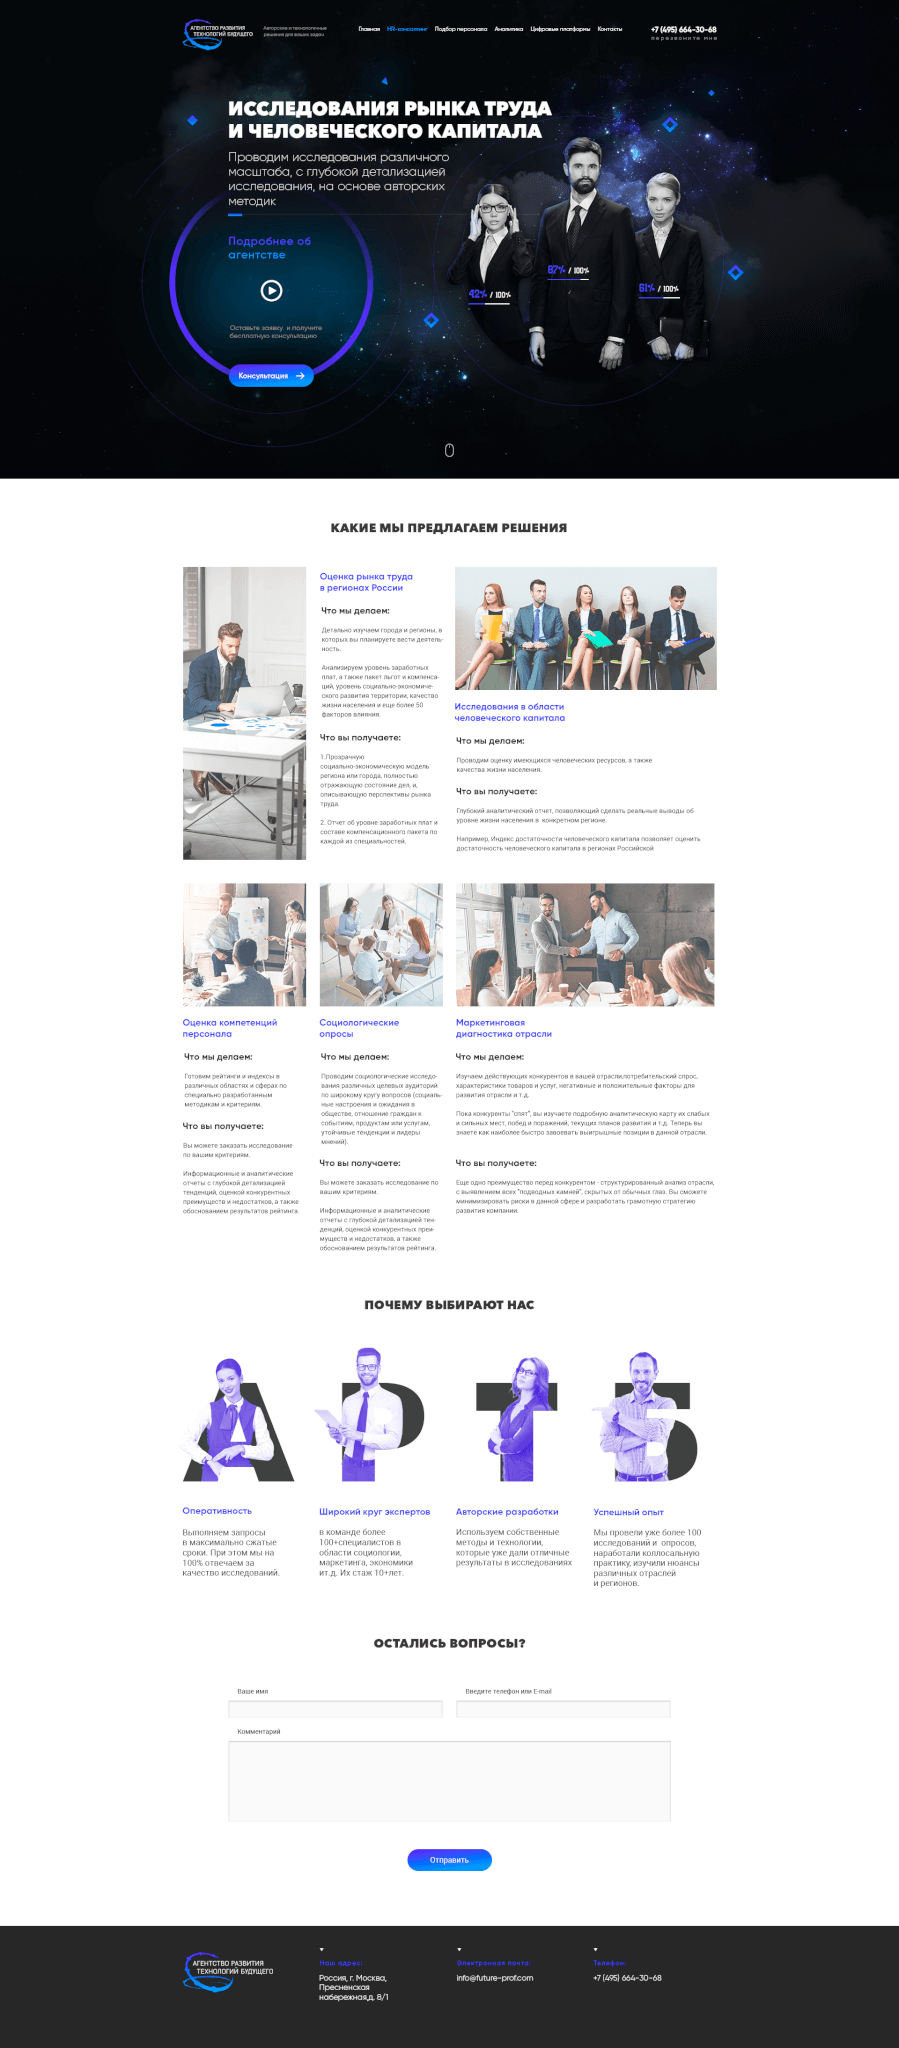 АГЕНТСТВО РАЗВИТИЯ
ТЕХНОЛОГИЙ БУДУЩЕГО
Авторские и технологичные
решения для ваших задач
Главная HR-консалтинг Подбор персонала Аналитика Цифровые платформы Контакты
+7 (495) 664-30-68
перезвоните мне
ИССЛЕДОВАНИЯ РЫНКА ТРУДА
И ЧЕЛОВЕЧЕСКОГО КАПИТАЛА
Проводим исследования различного
масштаба, с глубокой детализацией
исследования, на основе авторских
методик
Подробнее об
агентстве
42% / 100%
87% / 100%
61% / 100%
Оставьте заявку и получите
бесплатную консультацию
Консультация
КАКИЕ МЫ ПРЕДЛАГАЕМ РЕШЕНИЯ
Оценка рынка труда
в регионах России
Что мы делаем:
Детально изучаем города и регионы, в
которых вы планируете вести деятель-
ность.
Анализируем уровень заработных
плат, а также пакет льгот и компенса-
ций, уровень социально-экономиче-
ского развития территории, качество
жизни населения и еще более 50
факторов влияния.
Что вы получаете:
1.Прозрачную
социально-экономическую модель
региона или города, полностью
отражающую состояние дел, и,
описывающую перспективы рынка
труда.
2. Отчет об уровне заработных плат и
составе компенсационного пакета по
каждой из специальностей.
Исследования в области
человеческого капитала
Что мы делаем:
Проводим оценку имеющихся человеческих ресурсов, а также
качества жизни населения.
Что вы получаете:
Глубокий аналитический отчет, позволяющий сделать реальные выводы об
уровне жизни населения в конкретном регионе.
Например, Индекс достаточности человеческого капитала позволяет оценить
достаточность человеческого капитала в регионах Российской
Оценка компетенций
персонала
Что мы делаем:
Готовим рейтинги и индексы в
различных областях и сферах по
специально разработанным
методикам и критериям.
Что вы получаете:
Вы можете заказать исследование
по вашим критериям.
Информационные и аналитические
отчеты с глубокой детализацией
тенденций, оценкой конкурентных
преимуществ и недостатков, а также
обоснованием результатов рейтинга.
Социологические
опросы
Что мы делаем:
Проводим социологические исследо-
вания различных целевых аудиторий
по широкому кругу вопросов (социаль-
ные настроения и ожидания в
обществе, отношение граждан к
событиям, продуктам или услугам,
устойчивые тенденции и лидеры
мнений).
Что вы получаете:
Вы можете заказать исследование по
вашим критериям.
Информационные и аналитические
отчеты с глубокой детализацией тен-
денций, оценкой конкурентных преи-
муществ и недостатков, а также
обоснованием результатов рейтинга.
Маркетинговая
диагностика отрасли
Что мы делаем:
Изучаем действующих конкурентов в вашей отрасли,потребительский спрос,
характеристики товаров и услуг, негативные и положительные факторы для
развития отрасли и т.д.
Пока конкуренты "спят", вы изучаете подробную аналитическую карту их слабых
и сильных мест, побед и поражений, текущих планов развития и т.д. Теперь вы
знаете как наиболее быстро завоевать выигрышные позиции в данной отрасли.
Что вы получаете:
Еще одно преимущество перед конкурентом - структурированный анализ отрасли,
с выявлением всех "подводных камней", скрытых от обычных глаз. Вы сможете
минимизировать риски в данной сфере и разработать грамотную стратегию
развития компании.
ПОЧЕМУ ВЫБИРАЮТ НАС
А Р Т Б
Оперативность
Выполняем запросы
в максимально сжатые
сроки. При этом мы на
100% отвечаем за
качество исследований.
Широкий круг экспертов
в команде более
100+специалистов в
области социологии,
маркетинга, экономики
ит.д. Их стаж 10+лет.
Авторские разработки
Используем собственные
методы и технологии,
которые уже дали отличные
результаты в исследованиях
Успешный опыт
Мы провели уже более 100
исследований и опросов,
наработали коллосальную
практику, изучили нюансы
различных отраслей
и регионов.
ОСТАЛИСЬ ВОПРОСЫ?
Ваше имя
Введите телефон или E-mail
Комментарий
Отправить
АГЕНТСТВО РАЗВИТИЯ
ТЕХНОЛОГИЙ БУДУЩЕГО
Наш адрес:
Россия, г. Москва,
Пресненская
набережная,д. 8/1
Электронная почта:
info@future-prof.com
Телефон:
+7 (495) 664-30-68